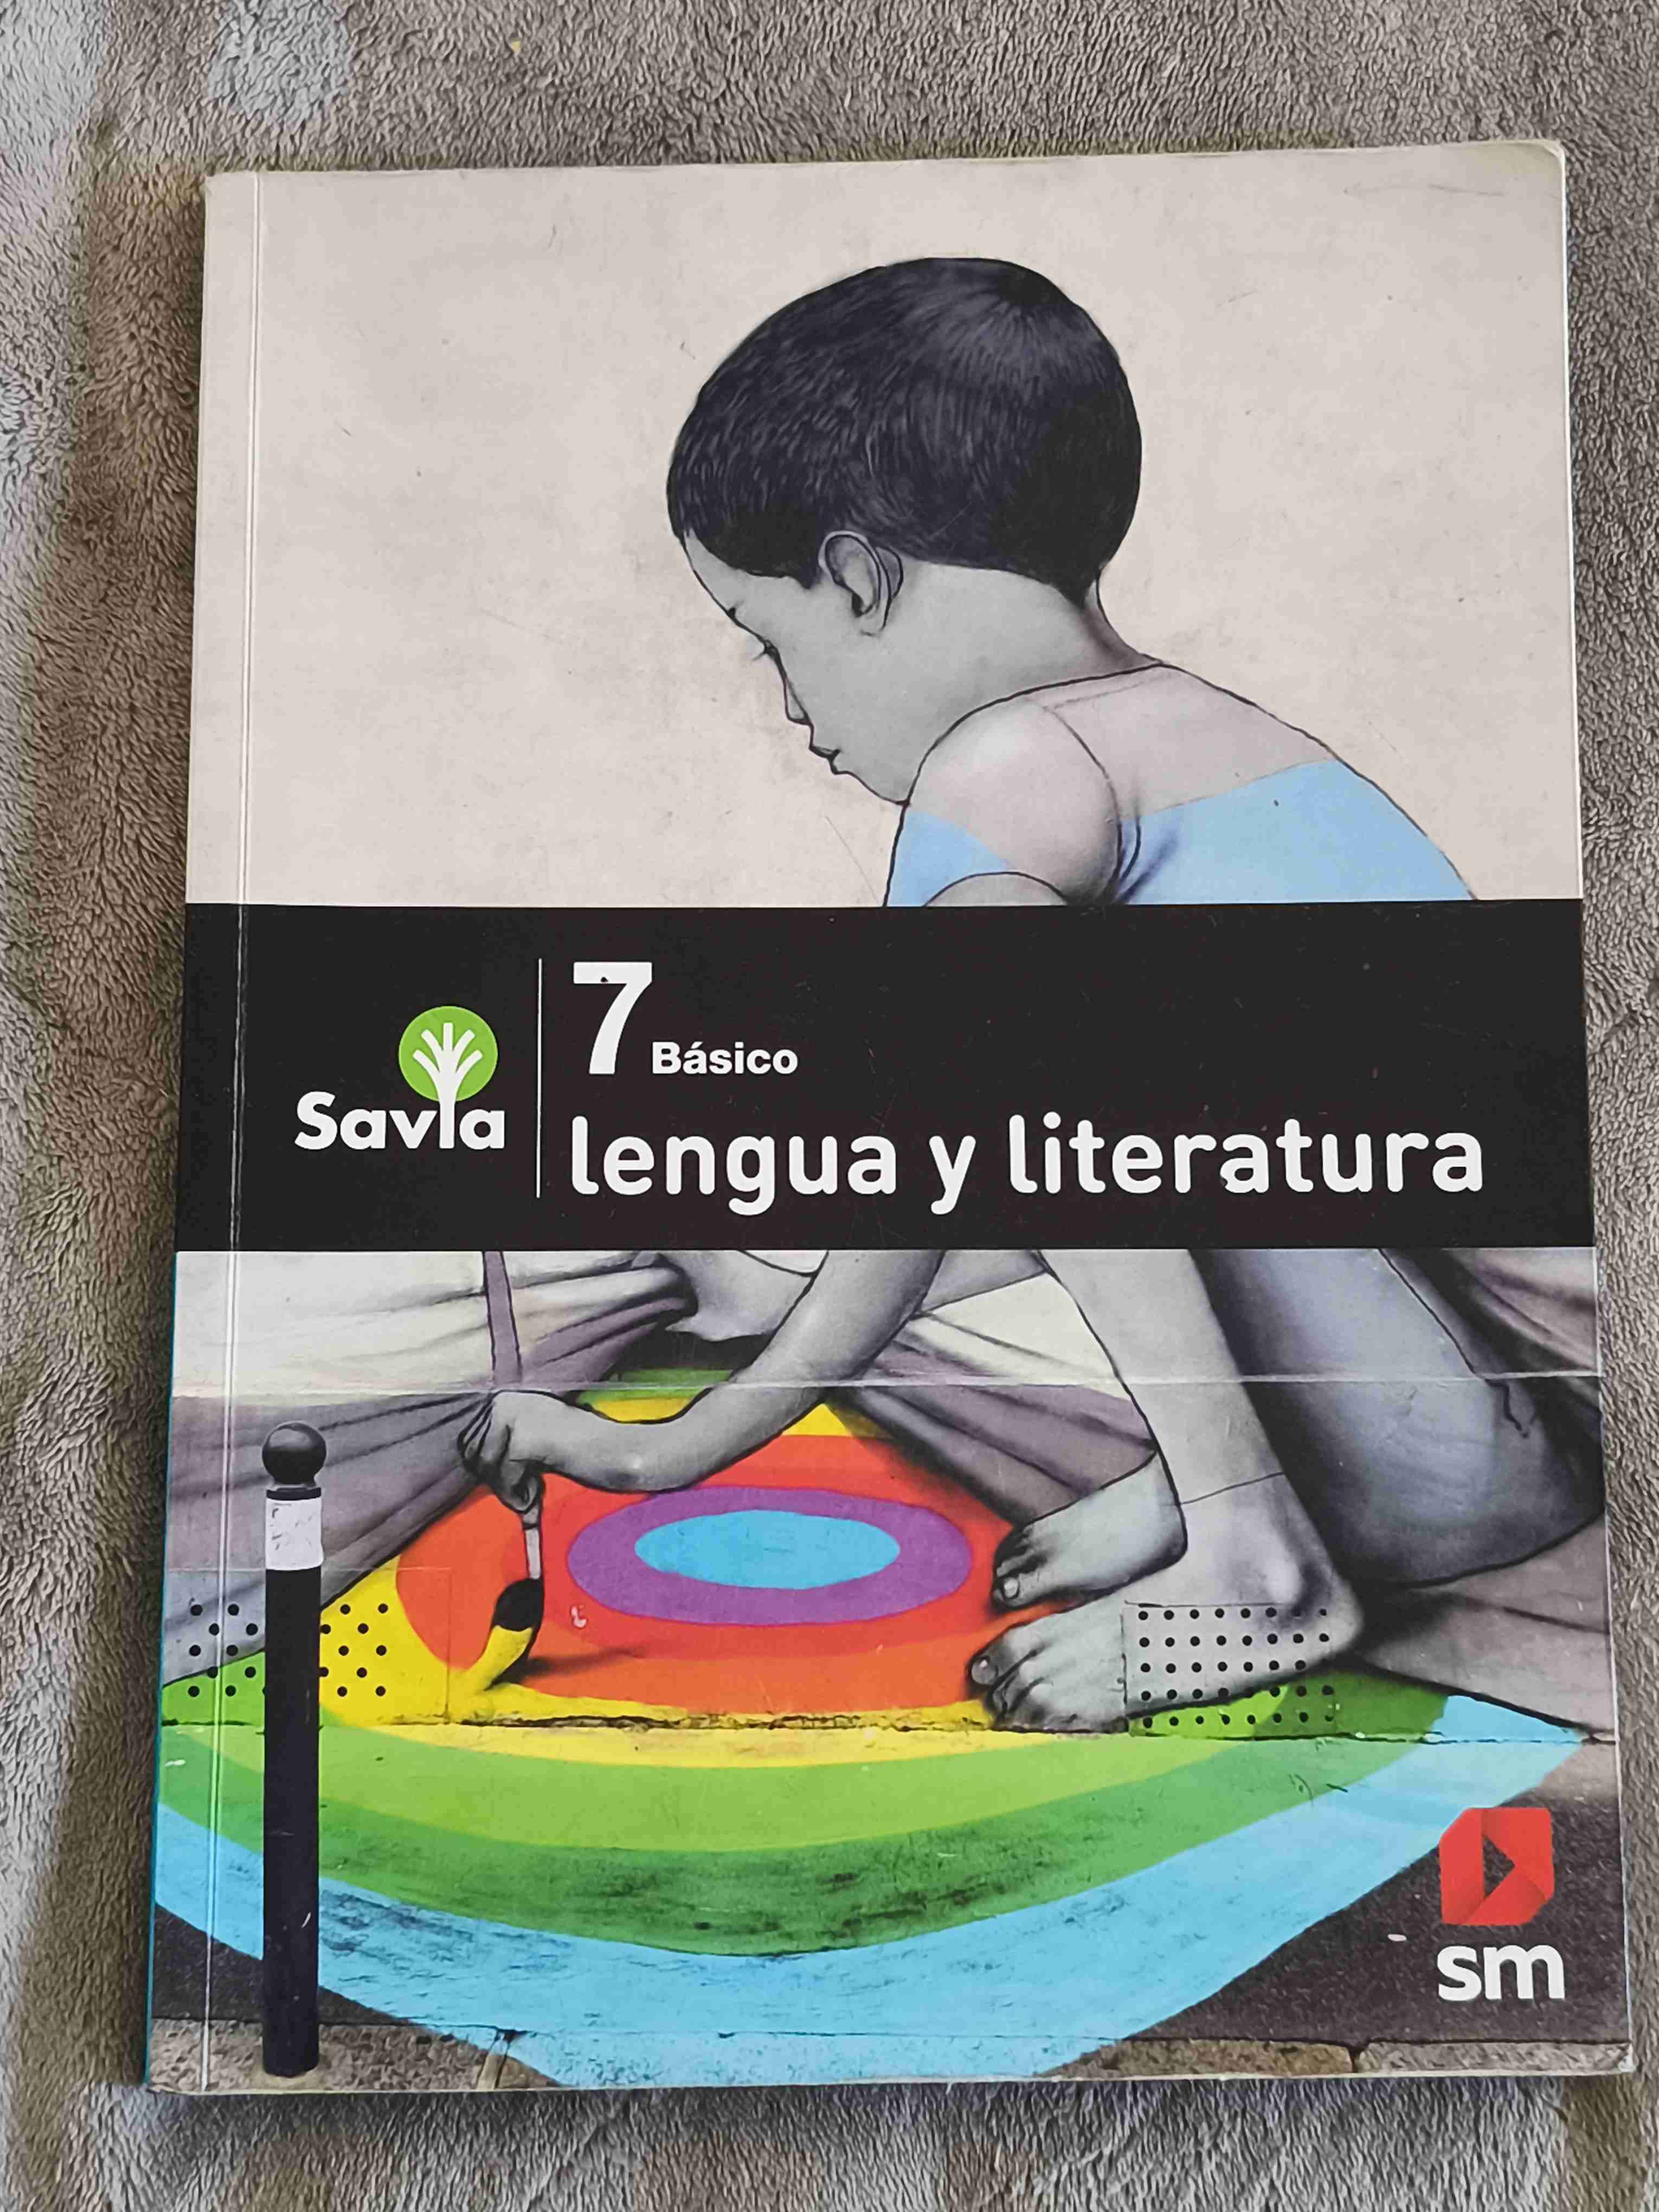 Savia
7 Básico
lengua y literatura
sm